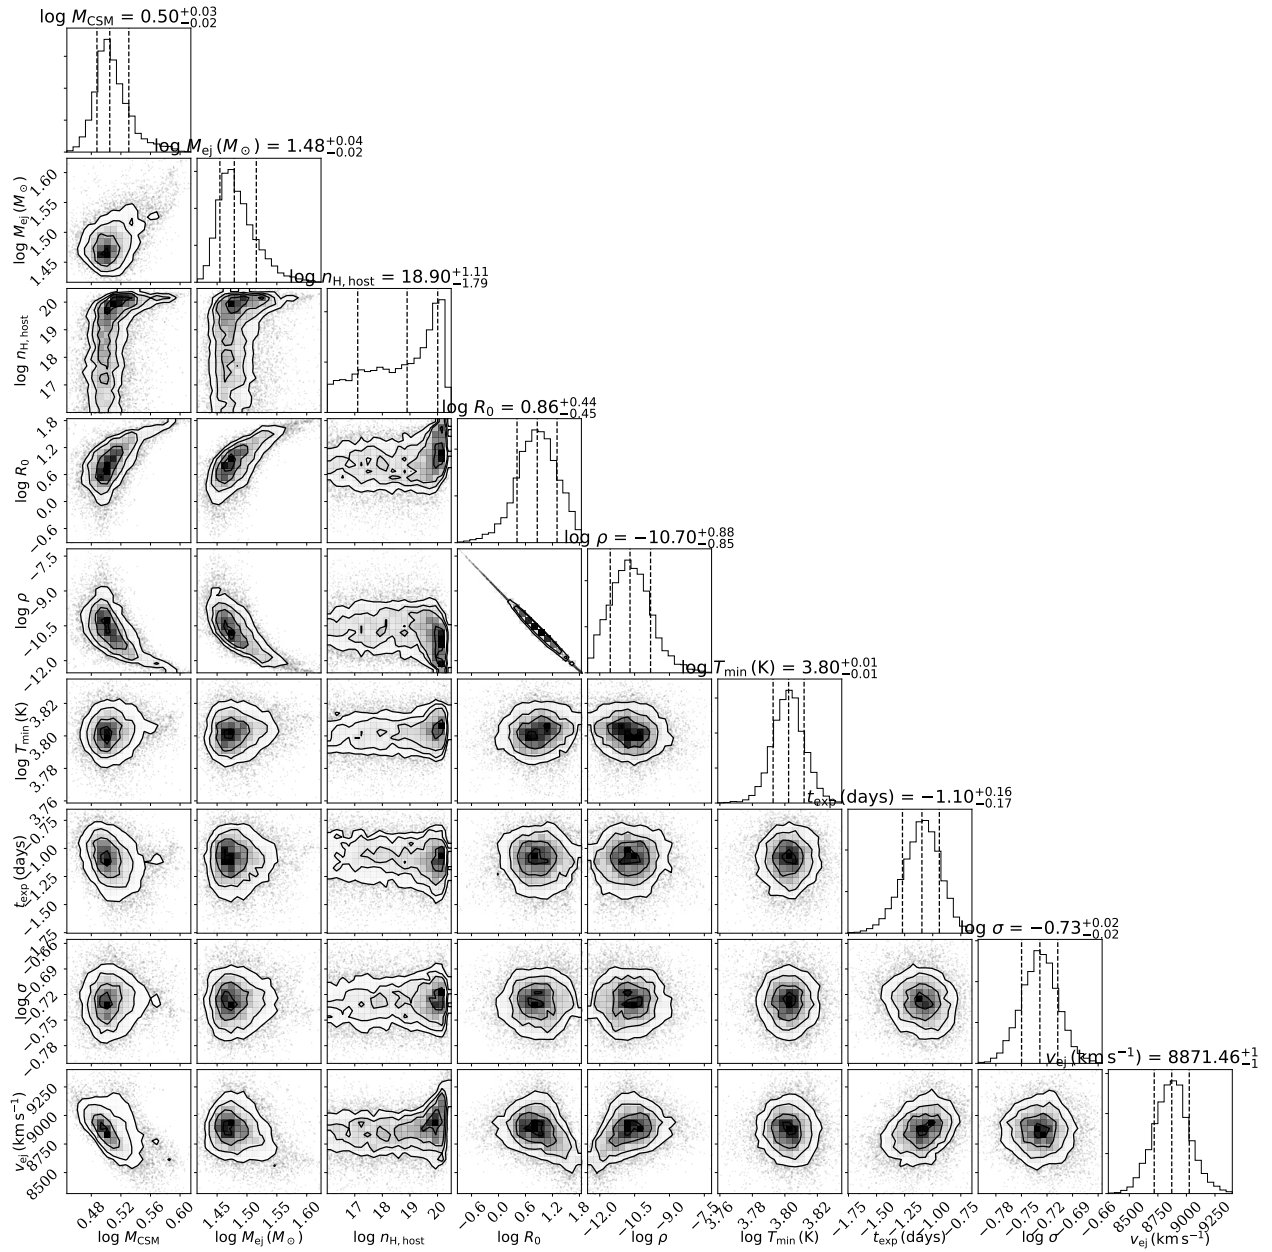 log M_CSM = 0.50^{+0.03}_{−0.02}
log M_ej (M_⊙) = 1.48^{+0.04}_{−0.02}
1.60
1.55
1.50
1.45
log M_ej (M_⊙)
log n_{H, host} = 18.90^{+1.11}_{−1.79}
20
19
18
17
log n_{H, host}
log R_0 = 0.86^{+0.44}_{−0.45}
1.8
1.2
0.6
0.0
−0.6
log R_0
log ρ = −10.70^{+0.88}_{−0.85}
−7.5
−9.0
−10.5
−12.0
log ρ
log T_min (K) = 3.80^{+0.01}_{−0.01}
3.82
3.80
3.78
3.76
log T_min (K)
t_exp (days) = −1.10^{+0.16}_{−0.17}
−0.75
−1.00
−1.25
−1.50
−1.75
t_exp (days)
log σ = −0.73^{+0.02}_{−0.02}
−0.66
−0.69
−0.72
−0.75
−0.78
log σ
v_ej (km s^{−1}) = 8871.46^{+1}_{−1}
9250
9000
8750
8500
v_ej (km s^{−1})
0.48 0.52 0.56 0.60 1.45 1.50 1.55 1.60 17 18 19 20 −0.6 0.0 0.6 1.2 1.8 −12.0 −10.5 −9.0 −7.5 3.76 3.78 3.80 3.82 −1.75 −1.50 −1.25 −1.00 −0.75 −0.78 −0.75 −0.72 −0.69 −0.66 8500 8750 9000 9250
log M_CSM log M_ej (M_⊙) log n_{H, host} log R_0 log ρ log T_min (K) t_exp (days) log σ v_ej (km s^{−1})